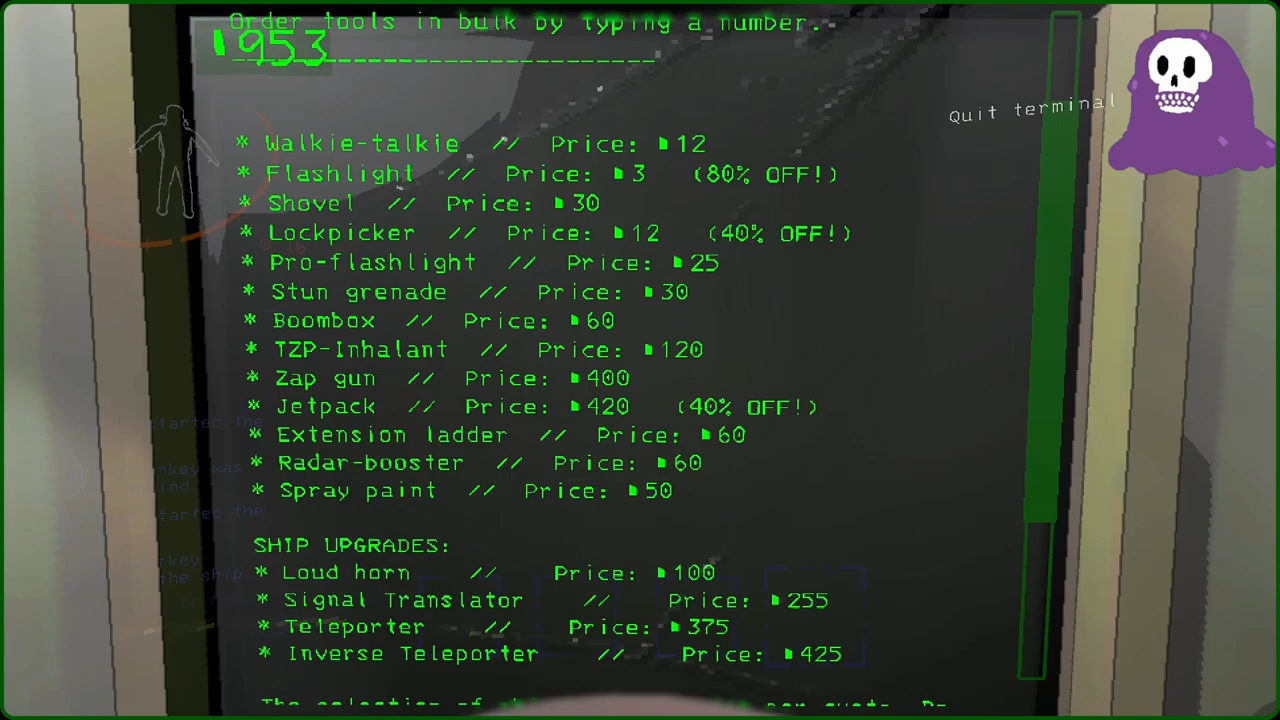 Order tools in bulk by typing a number.
953
____________________________
Quit terminal
* Walkie-talkie // Price: ▮12
* Flashlight // Price: ▮3 (80% OFF!)
* Shovel // Price: ▮30
* Lockpicker // Price: ▮12 (40% OFF!)
* Pro-flashlight // Price: ▮25
* Stun grenade // Price: ▮30
* Boombox // Price: ▮60
* TZP-Inhalant // Price: ▮120
* Zap gun // Price: ▮400
* Jetpack // Price: ▮420 (40% OFF!)
* Extension ladder // Price: ▮60
* Radar-booster // Price: ▮60
* Spray paint // Price: ▮50
SHIP UPGRADES:
* Loud horn // Price: ▮100
* Signal Translator // Price: ▮255
* Teleporter // Price: ▮375
* Inverse Teleporter // Price: ▮425
The selection of